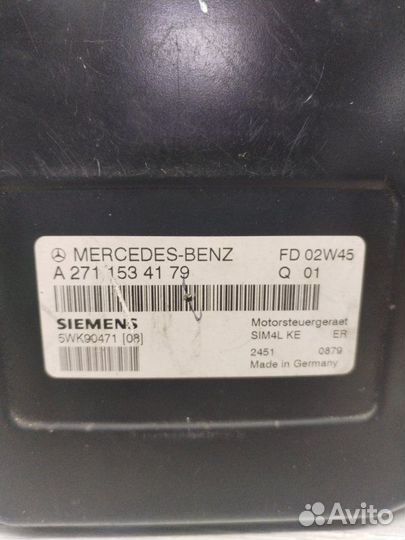 MERCEDES-BENZ FD 02W45
A 271 153 41 79 Q 01
SIEMENS Motorsteuergeraet
5WK90471 [08] SIM4L KE ER
2451 0879
Made in Germany
Avito